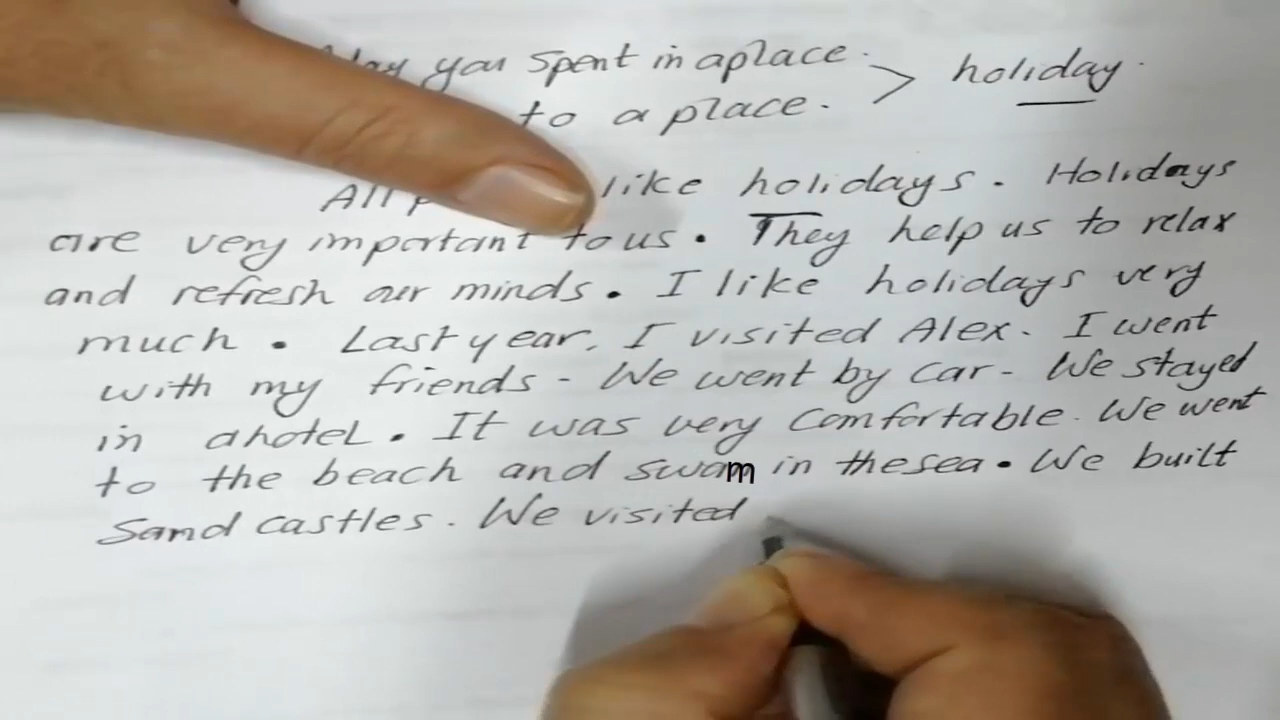 you spent in a place. > holiday.
to a place.
All like holidays. Holidays
are very important to us. They help us to relax
and refresh our minds. I like holidays very
much. Last year, I visited Alex. I went
with my friends - We went by car - We stayed
in a hotel. It was very comfortable. We went
to the beach and swam in the sea. We built
Sand castles. We visited